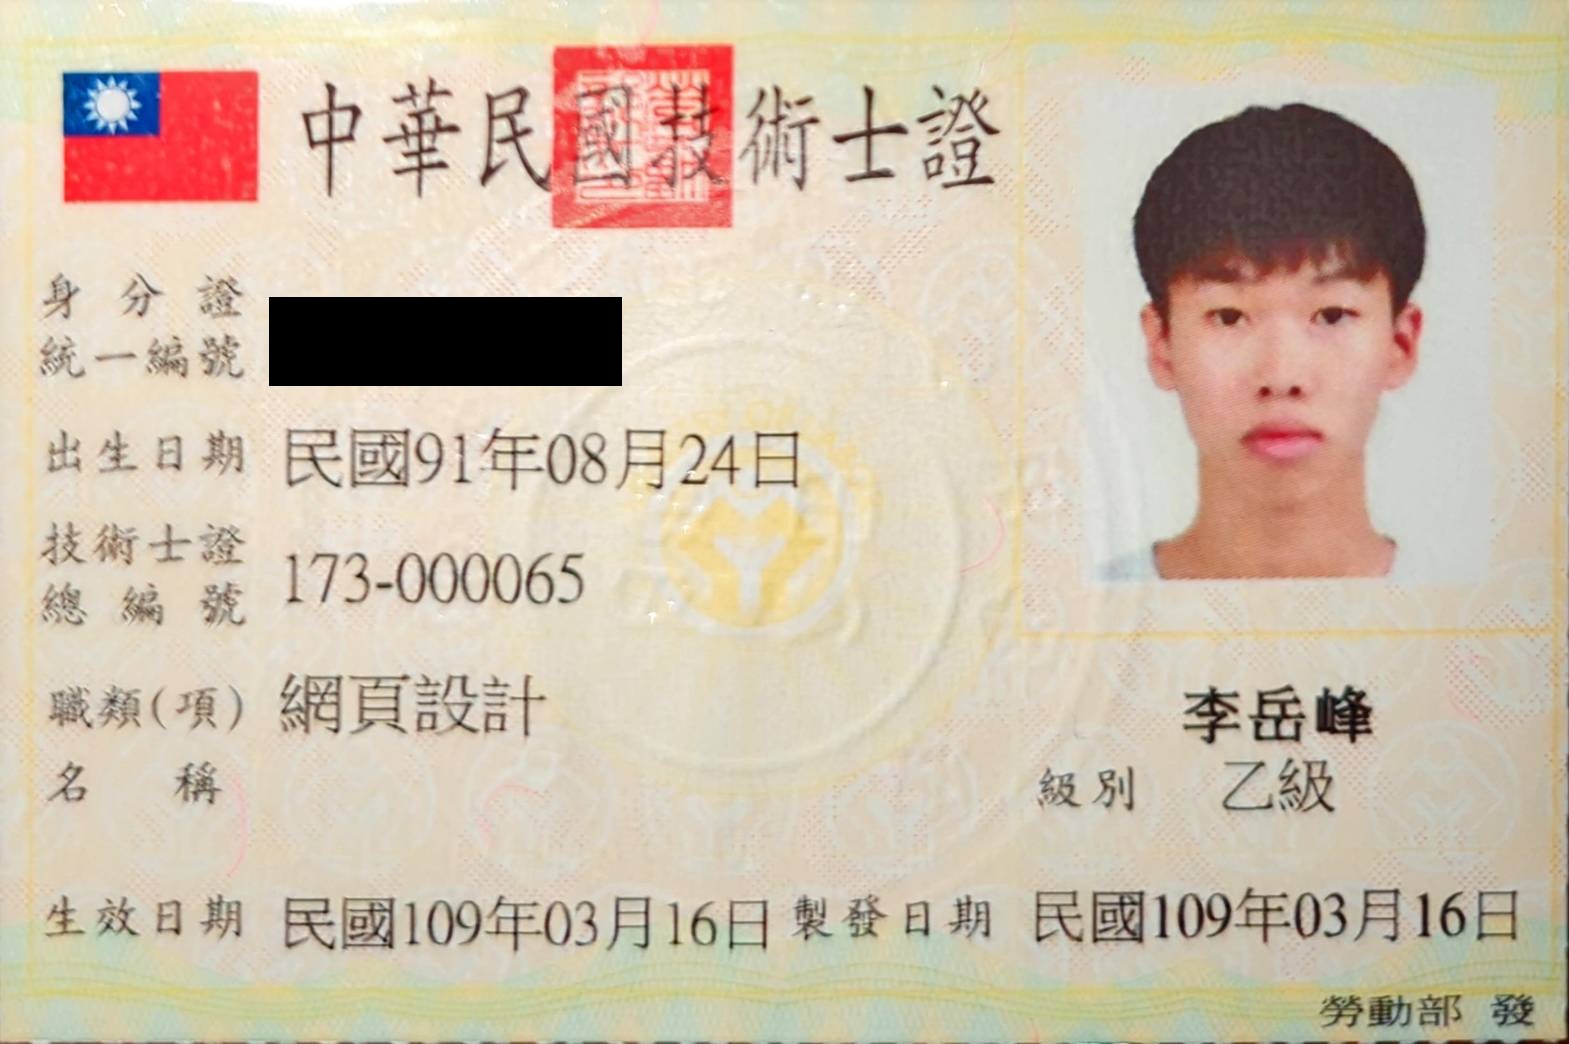 中華民國技術士證
身分證
統一編號
出生日期 民國91年08月24日
技術士證
總編號 173-000065
職類(項) 網頁設計
名稱
李岳峰
級別 乙級
生效日期 民國109年03月16日 製發日期 民國109年03月16日
勞動部 發